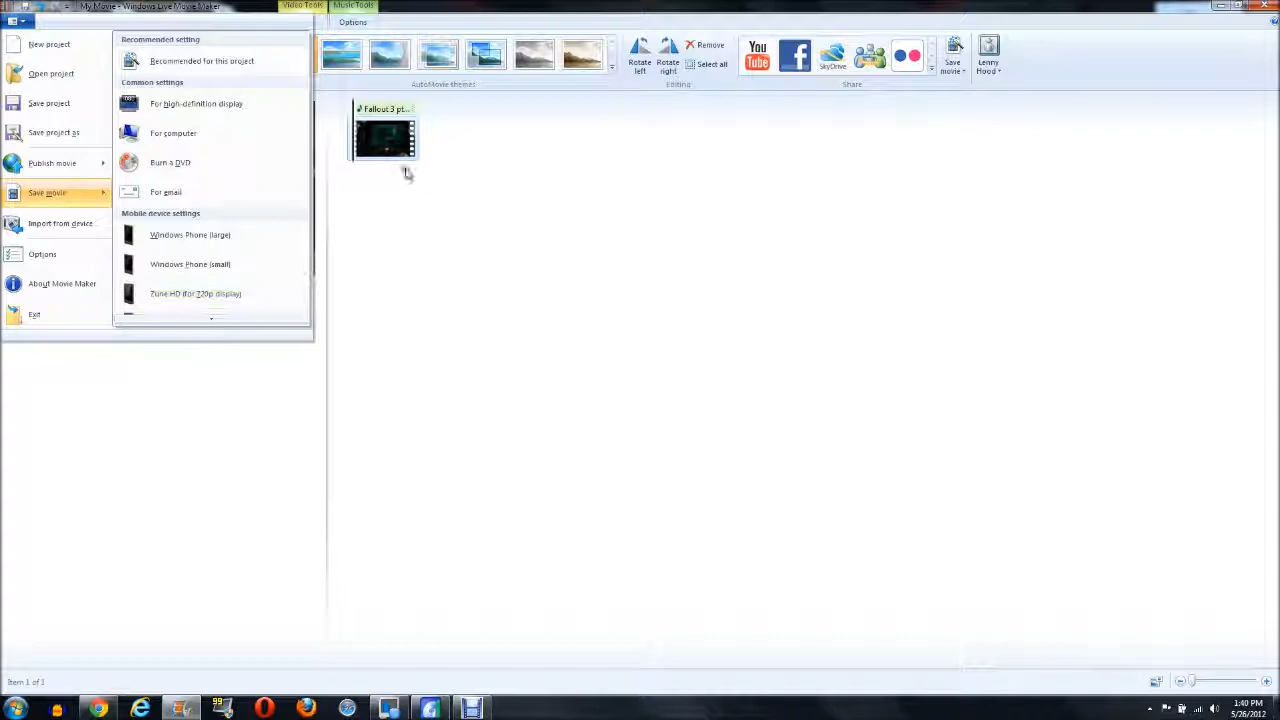 My Movie - Windows Live Movie Maker
Video Tools
Music Tools
Options
New project
Open project
Save project
Save project as
Publish movie
Save movie
Import from device...
Options
About Movie Maker
Exit
Recommended setting
Recommended for this project
Common settings
For high-definition display
For computer
Burn a DVD
For email
Mobile device settings
Windows Phone (large)
Windows Phone (small)
Zune HD (for 720p display)
AutoMovie themes
Rotate left
Rotate right
Remove
Select all
Editing
You Tube
SkyDrive
Share
Save movie
Lenny Hood
Fallout 3 pt...
Item 1 of 1
99
1:40 PM
5/26/2012